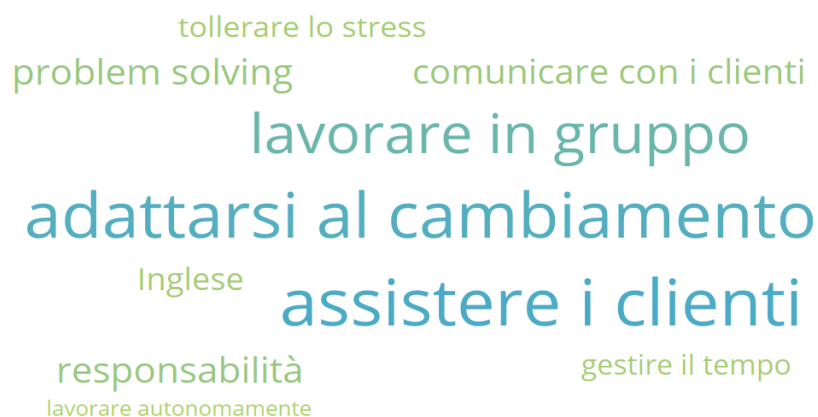 tollerare lo stress
problem solving
comunicare con i clienti
lavorare in gruppo
adattarsi al cambiamento
Inglese
assistere i clienti
responsabilità
gestire il tempo
lavorare autonomamente